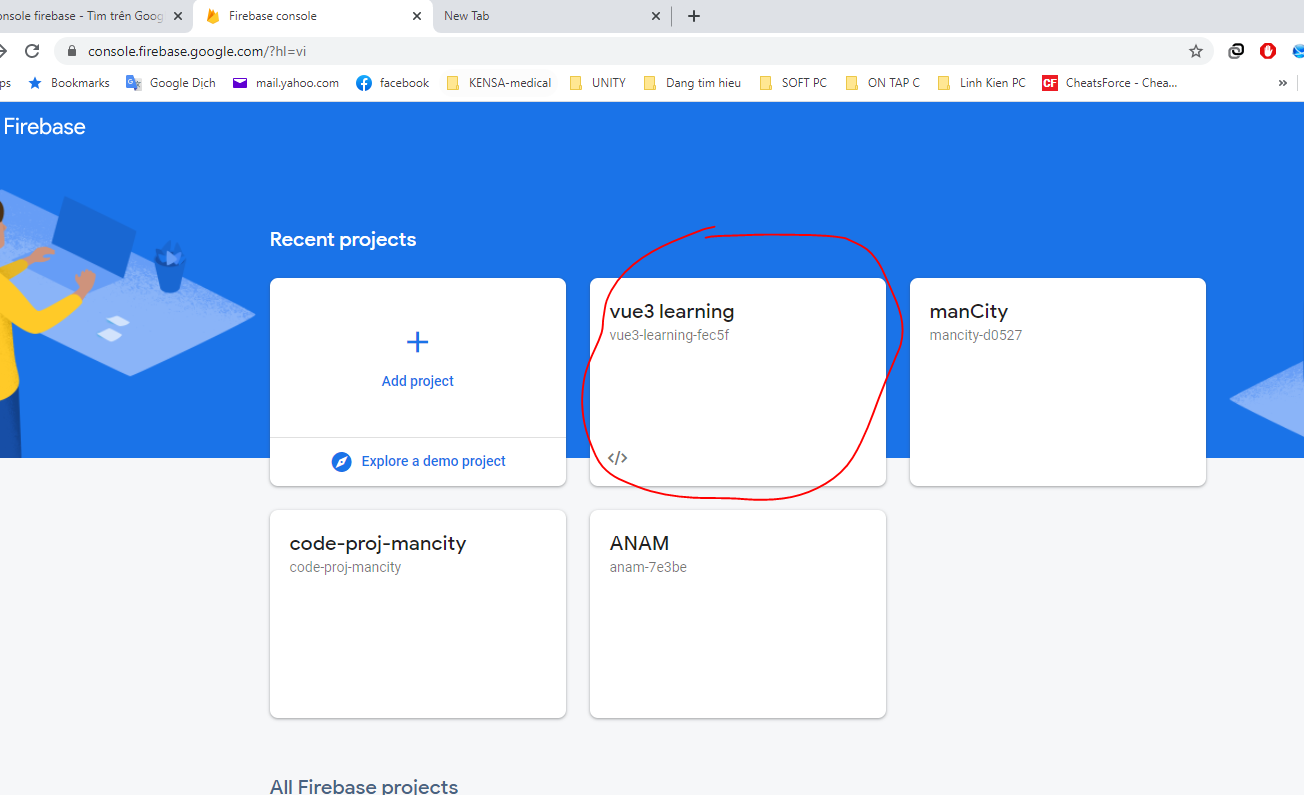 onsole firebase - Tìm trên Goog
Firebase console
New Tab
console.firebase.google.com/?hl=vi
ps
Bookmarks
Google Dịch
mail.yahoo.com
facebook
KENSA-medical
UNITY
Dang tim hieu
SOFT PC
ON TAP C
Linh Kien PC
CF
CheatsForce - Chea...
»
Firebase
Recent projects
+
Add project
Explore a demo project
vue3 learning
vue3-learning-fec5f
</>
manCity
mancity-d0527
code-proj-mancity
code-proj-mancity
ANAM
anam-7e3be
All Firebase projects